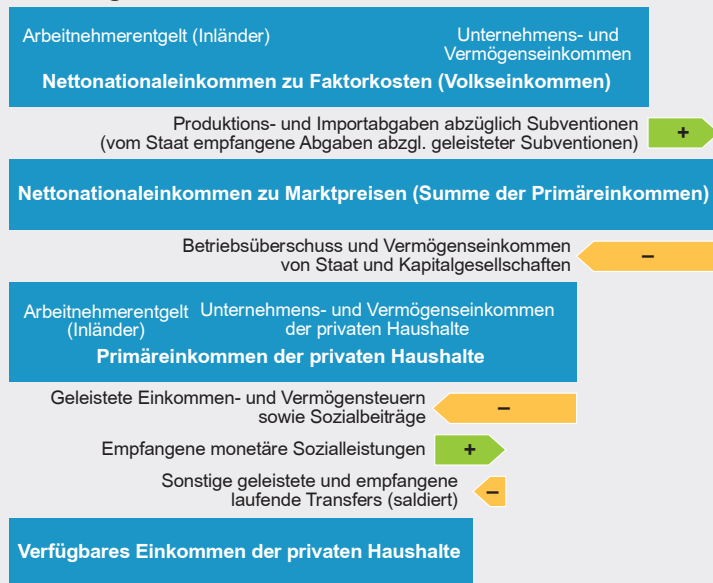 Arbeitnehmerentgelt (Inländer)
Unternehmens- und
Vermögenseinkommen
Nettonationaleinkommen zu Faktorkosten (Volkseinkommen)
Produktions- und Importabgaben abzüglich Subventionen
(vom Staat empfangene Abgaben abzgl. geleisteter Subventionen)
+
Nettonationaleinkommen zu Marktpreisen (Summe der Primäreinkommen)
Betriebsüberschuss und Vermögenseinkommen
von Staat und Kapitalgesellschaften
–
Arbeitnehmerentgelt
(Inländer)
Unternehmens- und Vermögenseinkommen
der privaten Haushalte
Primäreinkommen der privaten Haushalte
Geleistete Einkommen- und Vermögensteuern
sowie Sozialbeiträge
–
Empfangene monetäre Sozialleistungen
+
Sonstige geleistete und empfangene
laufende Transfers (saldiert)
–
Verfügbares Einkommen der privaten Haushalte